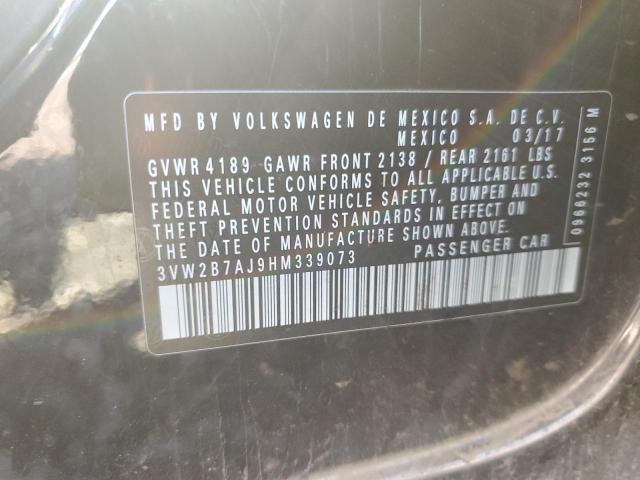 MFD BY VOLKSWAGEN DE MEXICO S.A. DE C.V.
MEXICO 03/17
GVWR 4189 GAWR FRONT 2138 / REAR 2161 LBS
THIS VEHICLE CONFORMS TO ALL APPLICABLE U.S.
FEDERAL MOTOR VEHICLE SAFETY, BUMPER AND
THEFT PREVENTION STANDARDS IN EFFECT ON
THE DATE OF MANUFACTURE SHOWN ABOVE.
3VW2B7AJ9HM339073 PASSENGER CAR
0966232 3156 M